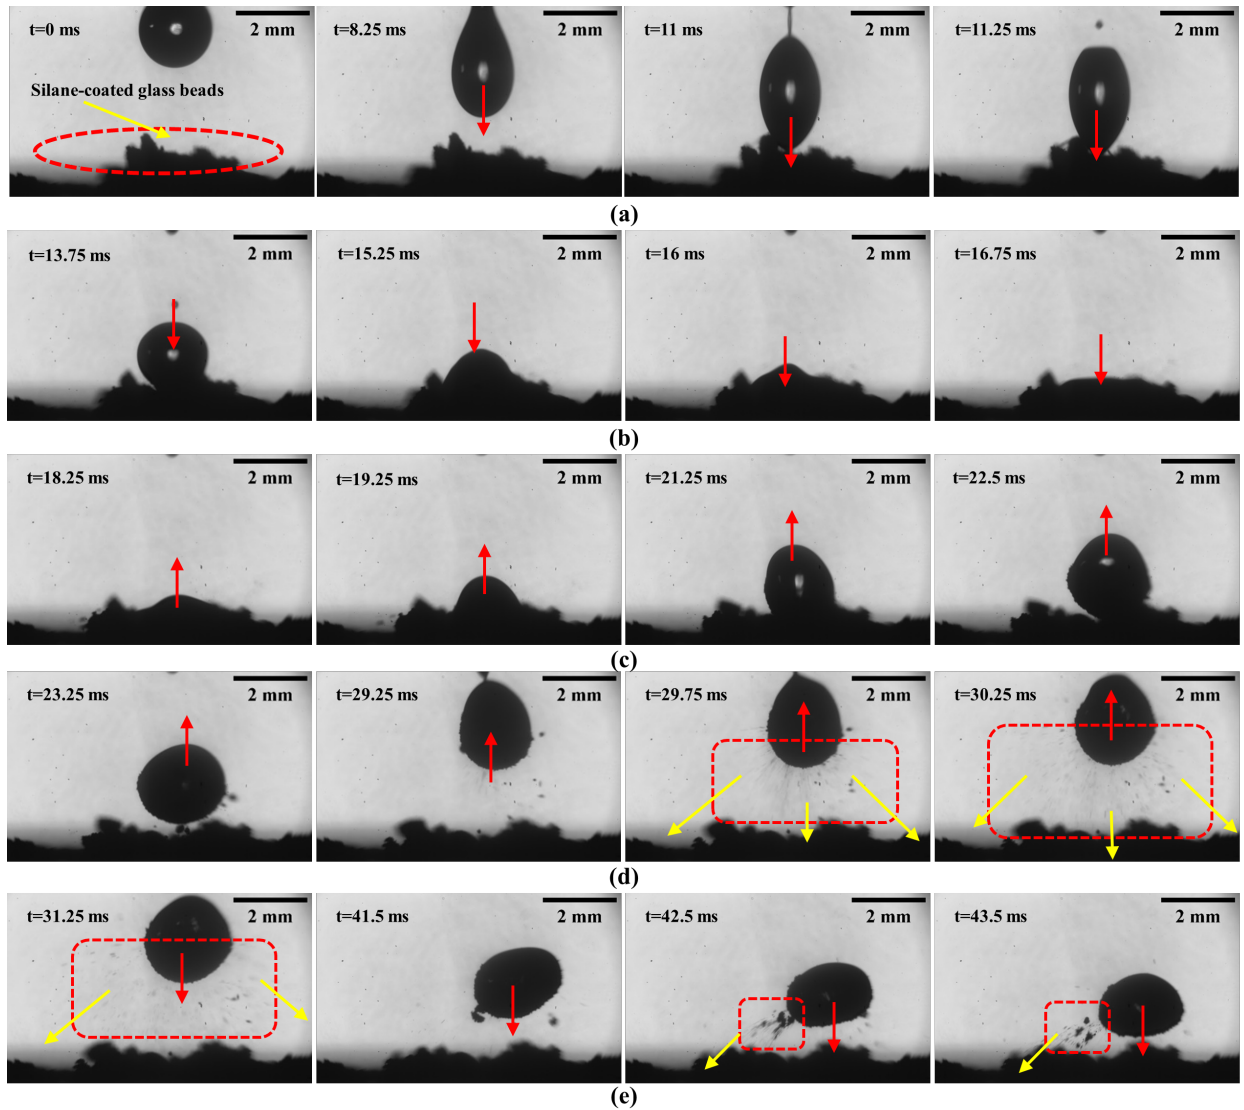 t=0 ms
2 mm
Silane-coated glass beads
t=8.25 ms
2 mm
t=11 ms
2 mm
t=11.25 ms
2 mm
(a)
t=13.75 ms
2 mm
t=15.25 ms
2 mm
t=16 ms
2 mm
t=16.75 ms
2 mm
(b)
t=18.25 ms
2 mm
t=19.25 ms
2 mm
t=21.25 ms
2 mm
t=22.5 ms
2 mm
(c)
t=23.25 ms
2 mm
t=29.25 ms
2 mm
t=29.75 ms
2 mm
t=30.25 ms
2 mm
(d)
t=31.25 ms
2 mm
t=41.5 ms
2 mm
t=42.5 ms
2 mm
t=43.5 ms
2 mm
(e)